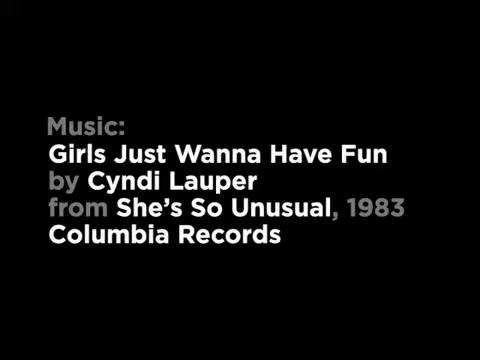 Music:
Girls Just Wanna Have Fun
by Cyndi Lauper
from She’s So Unusual, 1983
Columbia Records